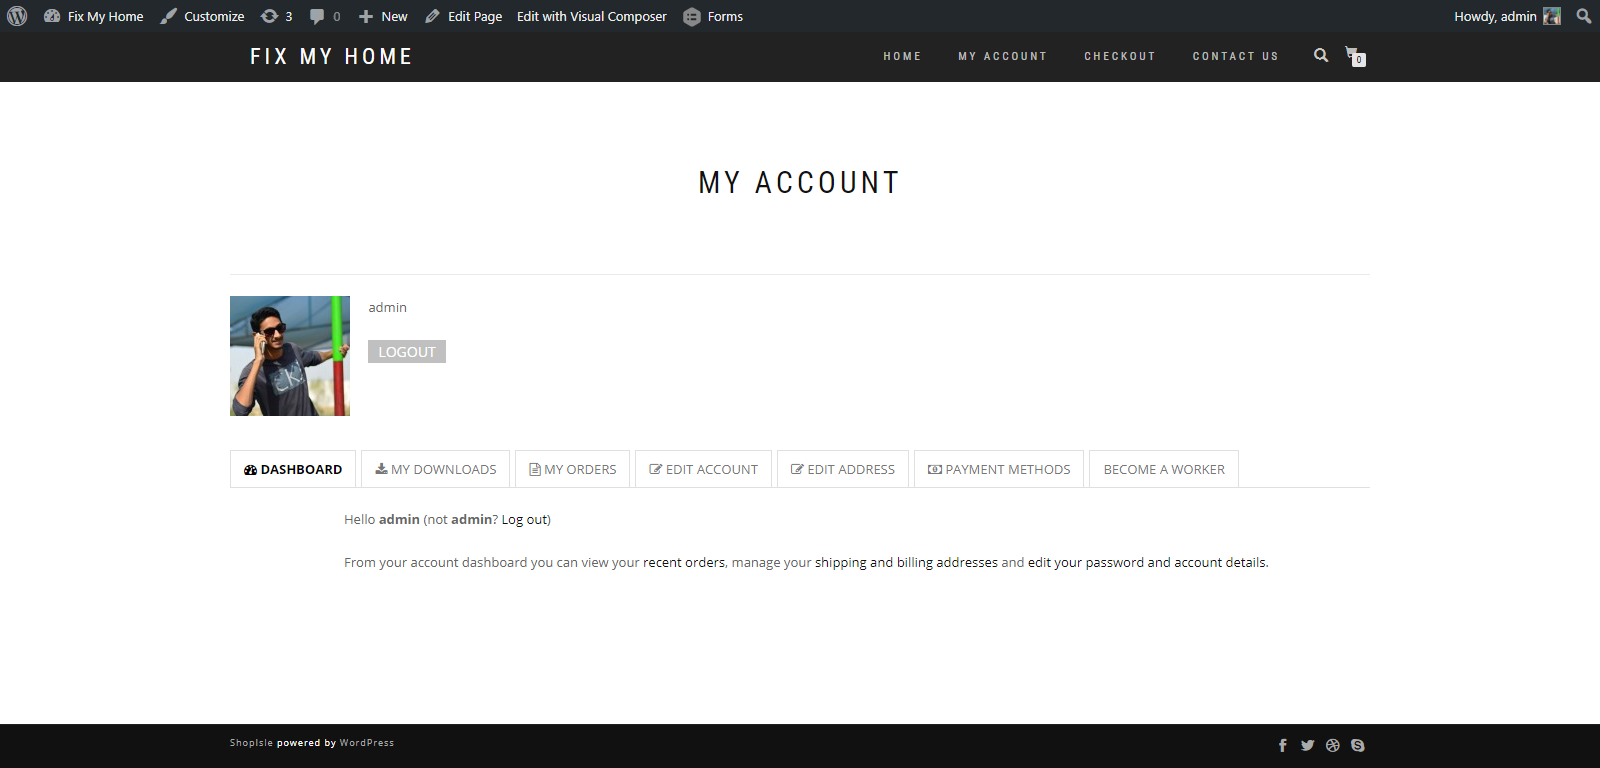 Fix My Home Customize 3 0 New Edit Page Edit with Visual Composer Forms Howdy, admin
FIX MY HOME HOME MY ACCOUNT CHECKOUT CONTACT US 0
MY ACCOUNT
admin
LOGOUT
CK
DASHBOARD MY DOWNLOADS MY ORDERS EDIT ACCOUNT EDIT ADDRESS PAYMENT METHODS BECOME A WORKER
Hello admin (not admin? Log out)
From your account dashboard you can view your recent orders, manage your shipping and billing addresses and edit your password and account details.
ShopIsle powered by WordPress